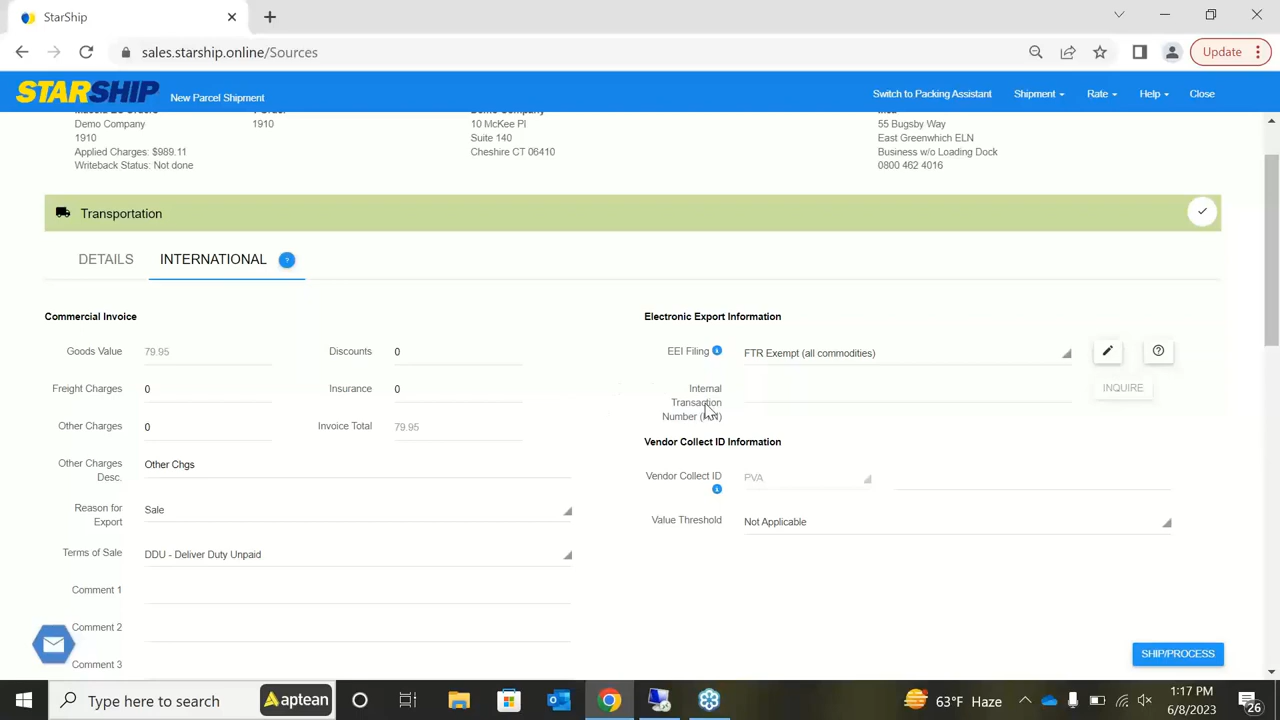 StarShip
sales.starship.online/Sources
Update
STARSHIP
New Parcel Shipment
Switch to Packing Assistant
Shipment
Rate
Help
Close
Demo Company
1910
Applied Charges: $989.11
Writeback Status: Not done
1910
10 McKee Pl
Suite 140
Cheshire CT 06410
55 Bugsby Way
East Greenwhich ELN
Business w/o Loading Dock
0800 462 4016
Transportation
DETAILS
INTERNATIONAL
?
Commercial Invoice
Goods Value 79.95
Discounts 0
Freight Charges 0
Insurance 0
Other Charges 0
Invoice Total 79.95
Other Charges
Desc.
Other Chgs
Reason for
Export
Sale
Terms of Sale DDU - Deliver Duty Unpaid
Comment 1
Comment 2
Comment 3
Electronic Export Information
EEI Filing FTR Exempt (all commodities)
Internal
Transaction
Number
INQUIRE
Vendor Collect ID Information
Vendor Collect ID PVA
Value Threshold Not Applicable
SHIP/PROCESS
Type here to search
aptean
63°F Haze
1:17 PM
6/8/2023
26